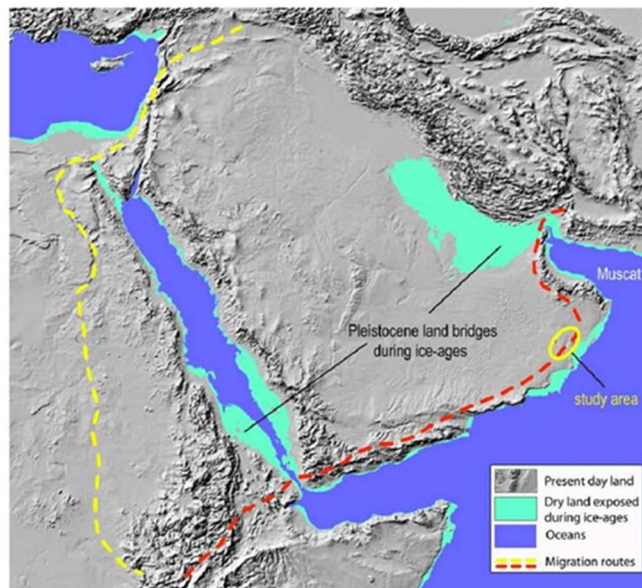 Muscat
Pleistocene land bridges
during ice-ages
study area
Present day land
Dry land exposed
during ice-ages
Oceans
Migration routes